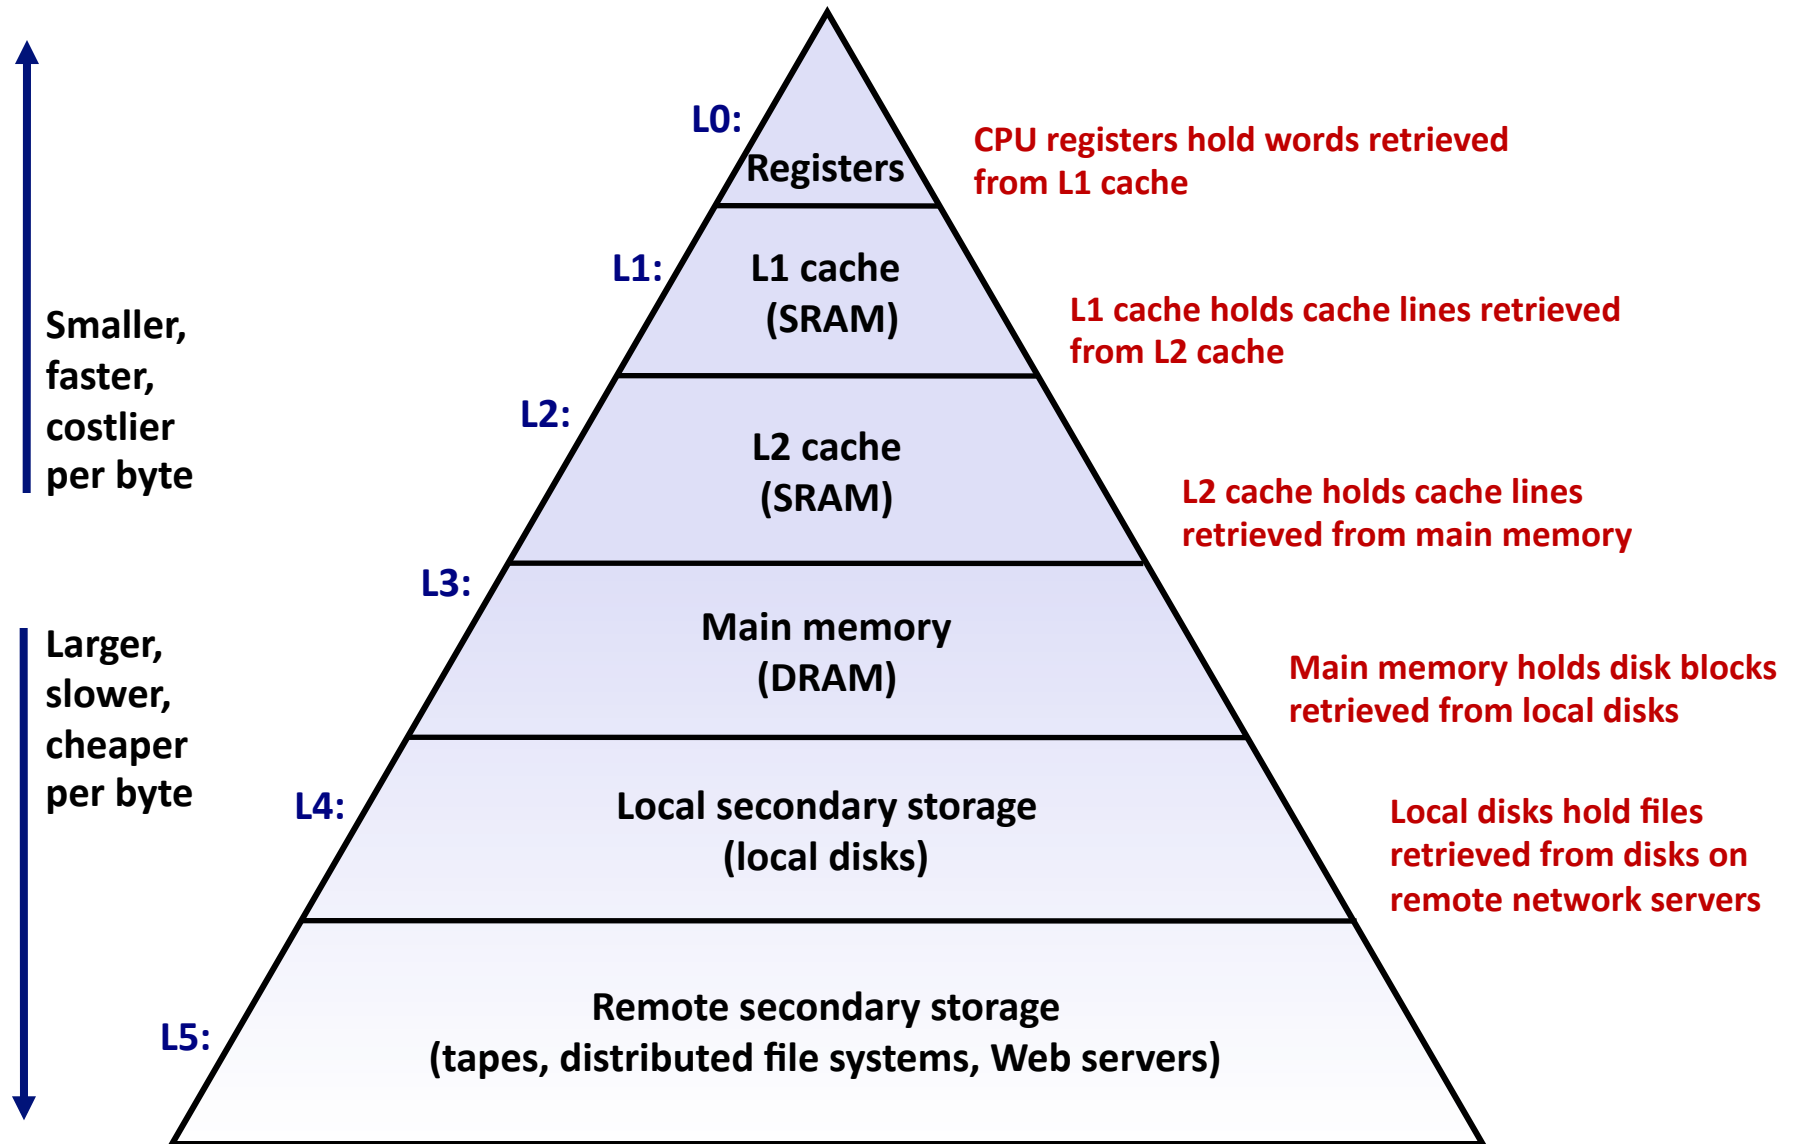 L0:
Registers
CPU registers hold words retrieved
from L1 cache
L1:
L1 cache
(SRAM)
L1 cache holds cache lines retrieved
from L2 cache
Smaller,
faster,
costlier
per byte
L2:
L2 cache
(SRAM)
L2 cache holds cache lines
retrieved from main memory
L3:
Main memory
(DRAM)
Main memory holds disk blocks
retrieved from local disks
Larger,
slower,
cheaper
per byte
L4:
Local secondary storage
(local disks)
Local disks hold files
retrieved from disks on
remote network servers
L5:
Remote secondary storage
(tapes, distributed file systems, Web servers)